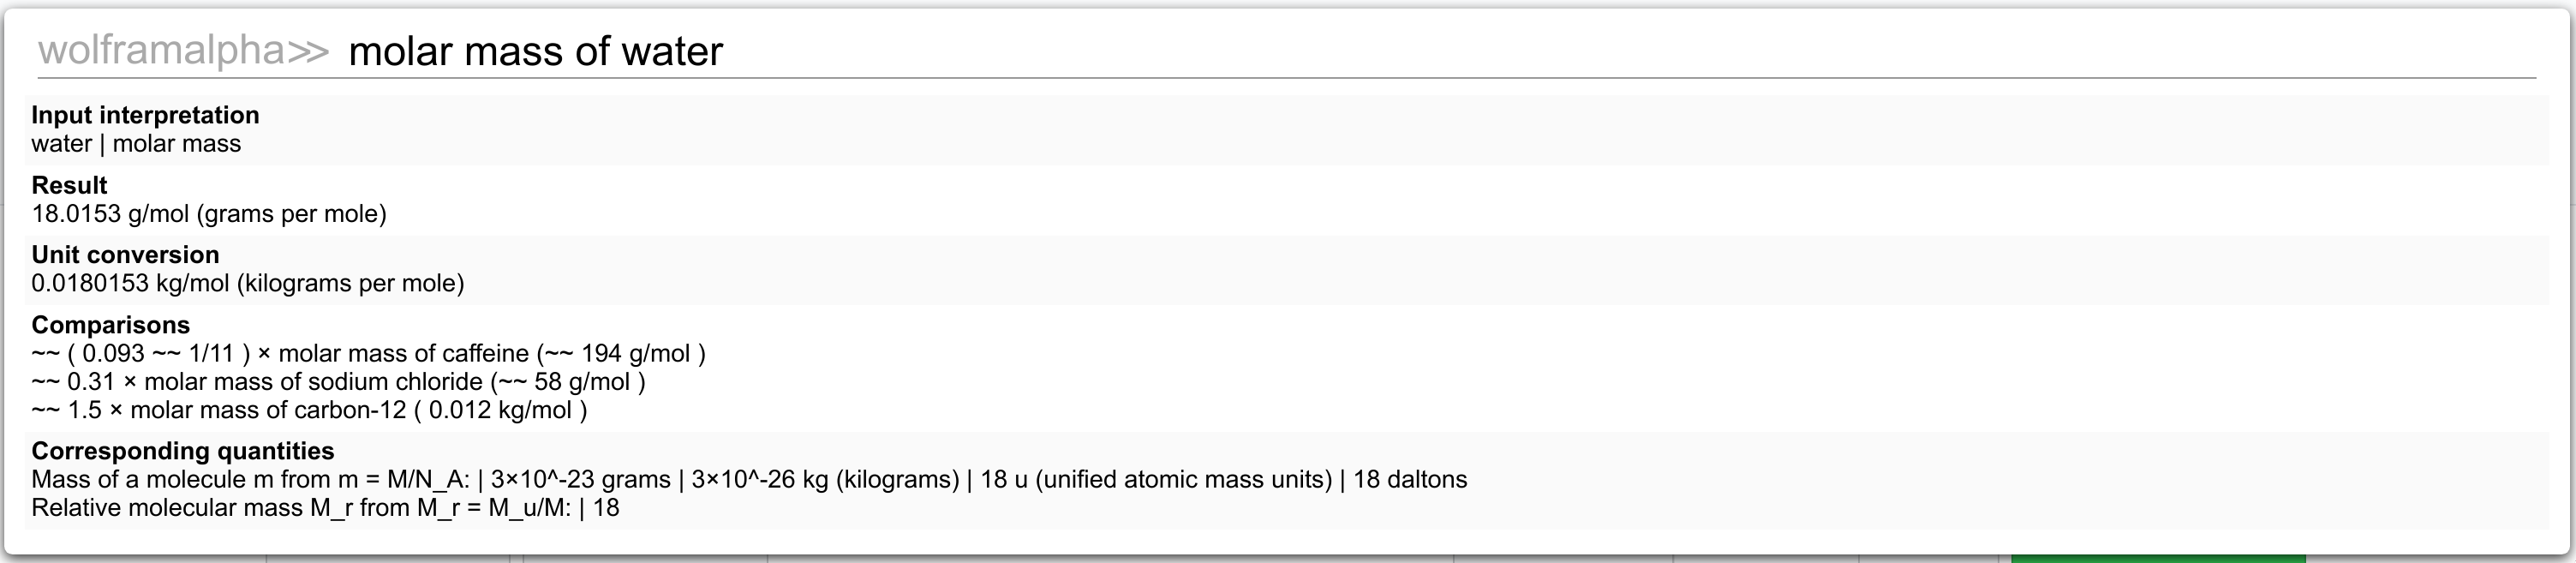 wolframalpha>> molar mass of water
Input interpretation
water | molar mass
Result
18.0153 g/mol (grams per mole)
Unit conversion
0.0180153 kg/mol (kilograms per mole)
Comparisons
~~ ( 0.093 ~~ 1/11 ) × molar mass of caffeine (~~ 194 g/mol )
~~ 0.31 × molar mass of sodium chloride (~~ 58 g/mol )
~~ 1.5 × molar mass of carbon-12 ( 0.012 kg/mol )
Corresponding quantities
Mass of a molecule m from m = M/N_A: | 3×10^-23 grams | 3×10^-26 kg (kilograms) | 18 u (unified atomic mass units) | 18 daltons
Relative molecular mass M_r from M_r = M_u/M: | 18